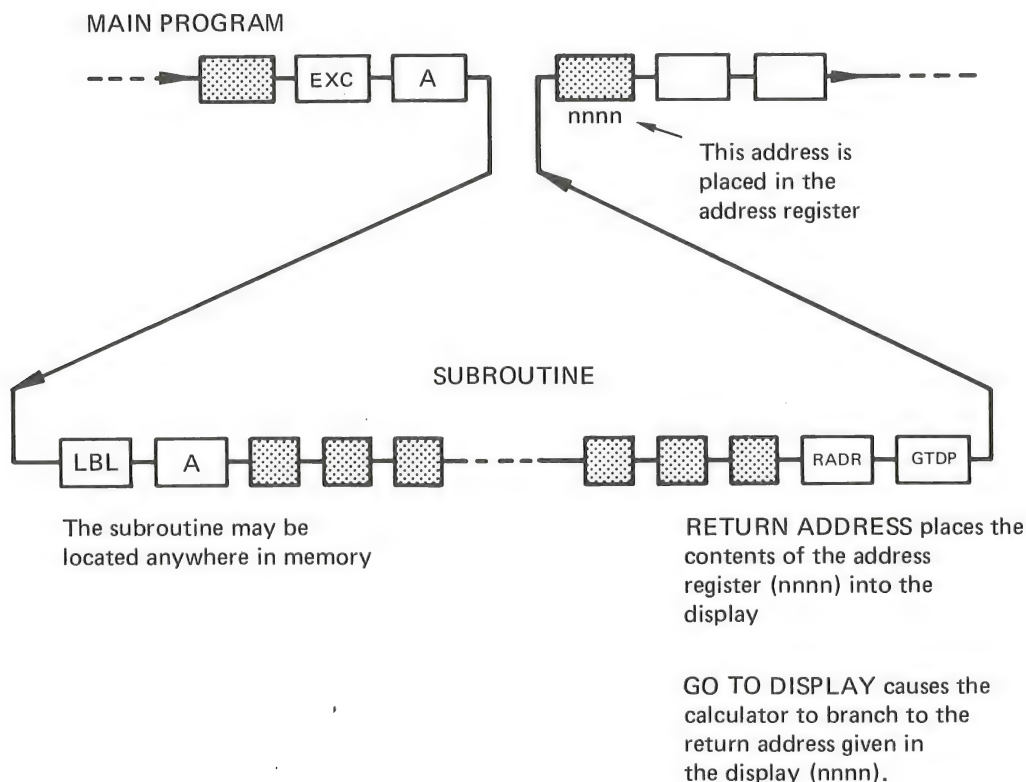 MAIN PROGRAM
EXC
A
nnnn
This address is
placed in the
address register
SUBROUTINE
LBL
A
RADR
GTDP
The subroutine may be
located anywhere in memory
RETURN ADDRESS places the
contents of the address
register (nnnn) into the
display
GO TO DISPLAY causes the
calculator to branch to the
return address given in
the display (nnnn).